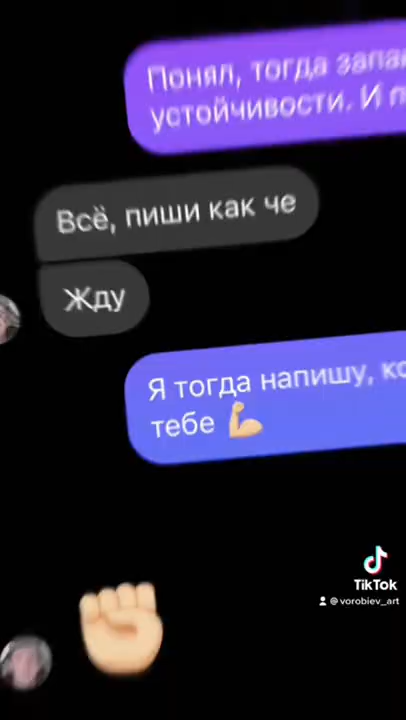 Понял, тогда
устойчивости. И
Всё, пиши как че
Жду
Я тогда напишу,
тебе 💪🏼
✊🏼
TikTok
@vorobiev_art